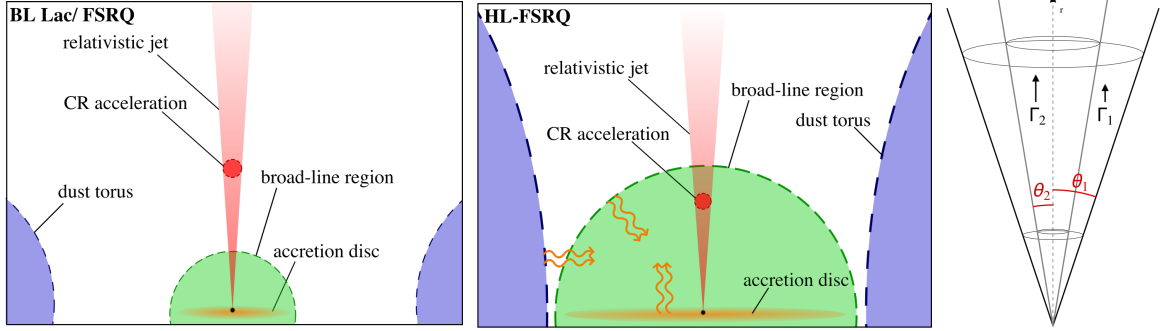 BL Lac/ FSRQ
relativistic jet
CR acceleration
dust torus
broad-line region
accretion disc
HL-FSRQ
relativistic jet
broad-line region
dust torus
CR acceleration
accretion disc
r
Γ₂
Γ₁
θ₂
θ₁